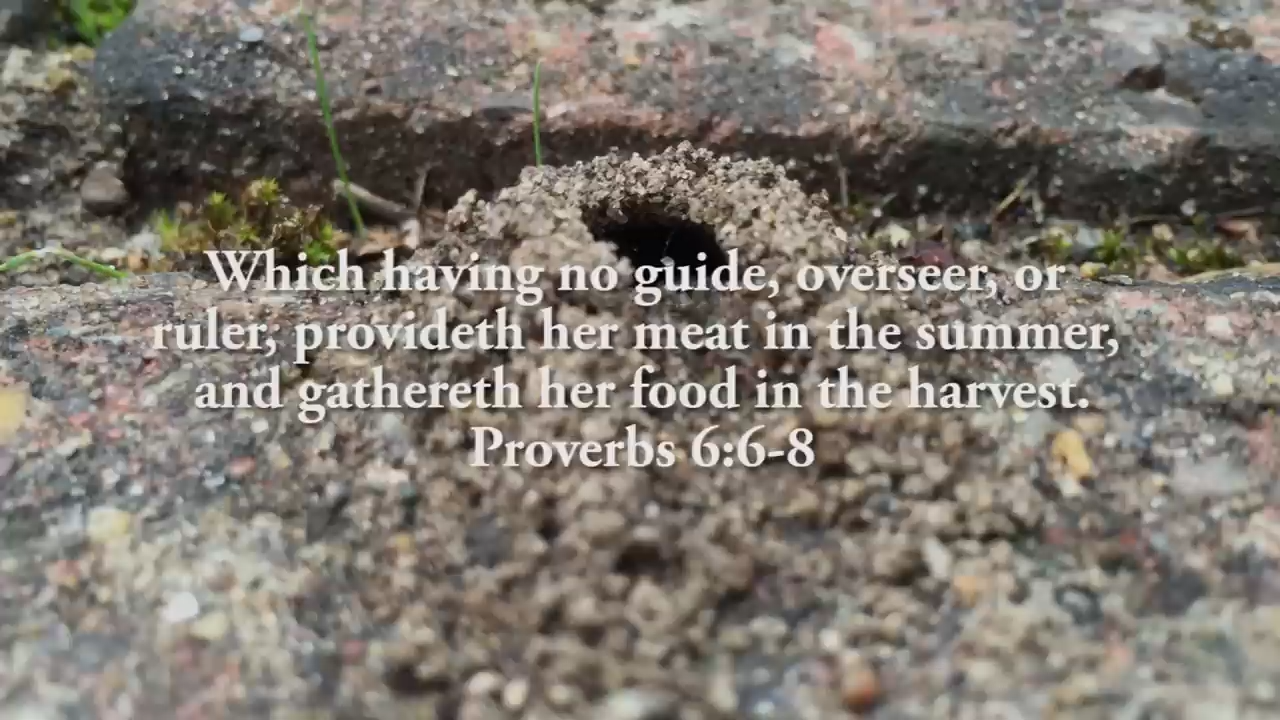 Which having no guide, overseer, or
ruler; provideth her meat in the summer,
and gathereth her food in the harvest.
Proverbs 6:6-8